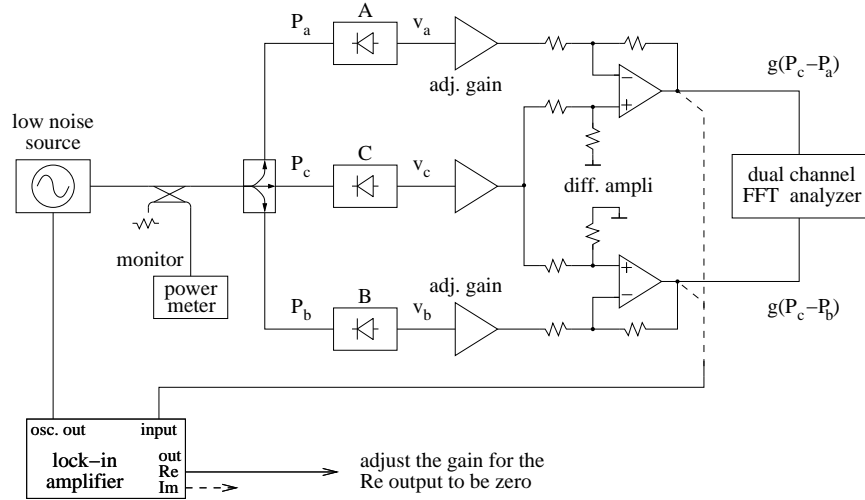 low noise
source
monitor
power
meter
P_a
A
v_a
adj. gain
P_c
C
v_c
diff. ampli
P_b
B
v_b
adj. gain
−
+
+
−
g(P_c−P_a)
dual channel
FFT analyzer
g(P_c−P_b)
osc. out
input
lock−in
amplifier
out
Re
Im
adjust the gain for the
Re output to be zero